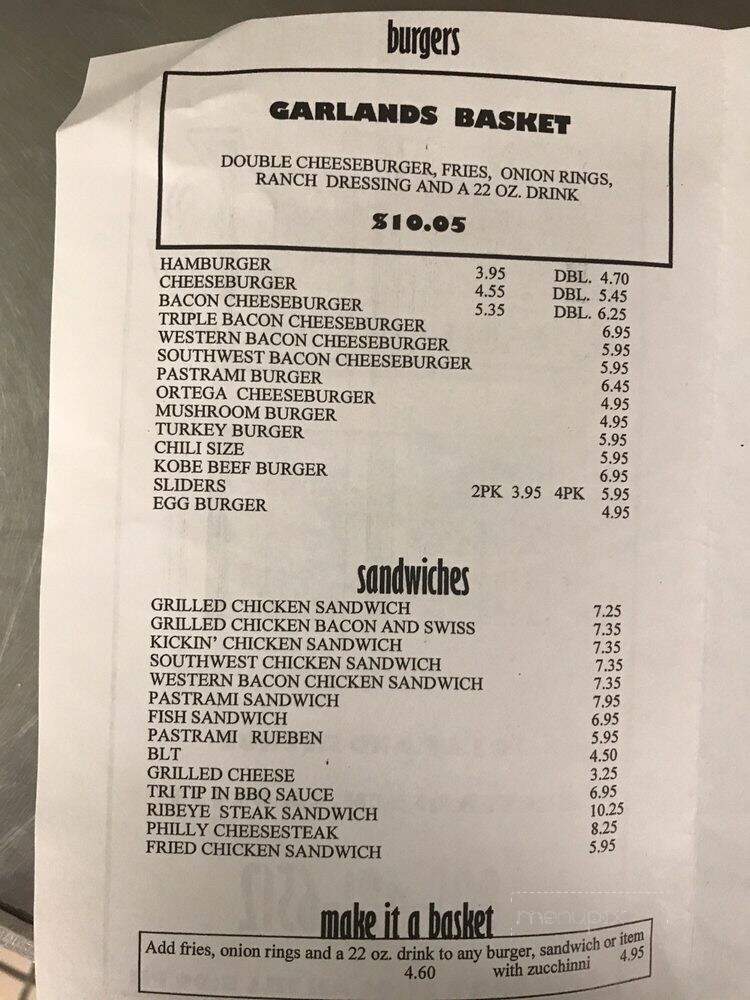 burgers
GARLANDS BASKET
DOUBLE CHEESEBURGER, FRIES, ONION RINGS,
RANCH DRESSING AND A 22 OZ. DRINK
$10.05
HAMBURGER 3.95 DBL. 4.70
CHEESEBURGER 4.55 DBL. 5.45
BACON CHEESEBURGER 5.35 DBL. 6.25
TRIPLE BACON CHEESEBURGER 6.95
WESTERN BACON CHEESEBURGER 5.95
SOUTHWEST BACON CHEESEBURGER 5.95
PASTRAMI BURGER 6.45
ORTEGA CHEESEBURGER 4.95
MUSHROOM BURGER 4.95
TURKEY BURGER 5.95
CHILI SIZE 5.95
KOBE BEEF BURGER 6.95
SLIDERS 2PK 3.95 4PK 5.95
EGG BURGER 4.95
sandwiches
GRILLED CHICKEN SANDWICH 7.25
GRILLED CHICKEN BACON AND SWISS 7.35
KICKIN' CHICKEN SANDWICH 7.35
SOUTHWEST CHICKEN SANDWICH 7.35
WESTERN BACON CHICKEN SANDWICH 7.35
PASTRAMI SANDWICH 7.95
FISH SANDWICH 6.95
PASTRAMI RUEBEN 5.95
BLT 4.50
GRILLED CHEESE 3.25
TRI TIP IN BBQ SAUCE 6.95
RIBEYE STEAK SANDWICH 10.25
PHILLY CHEESESTEAK 8.25
FRIED CHICKEN SANDWICH 5.95
make it a basket
Add fries, onion rings and a 22 oz. drink to any burger, sandwich or item
4.60 with zucchinni 4.95